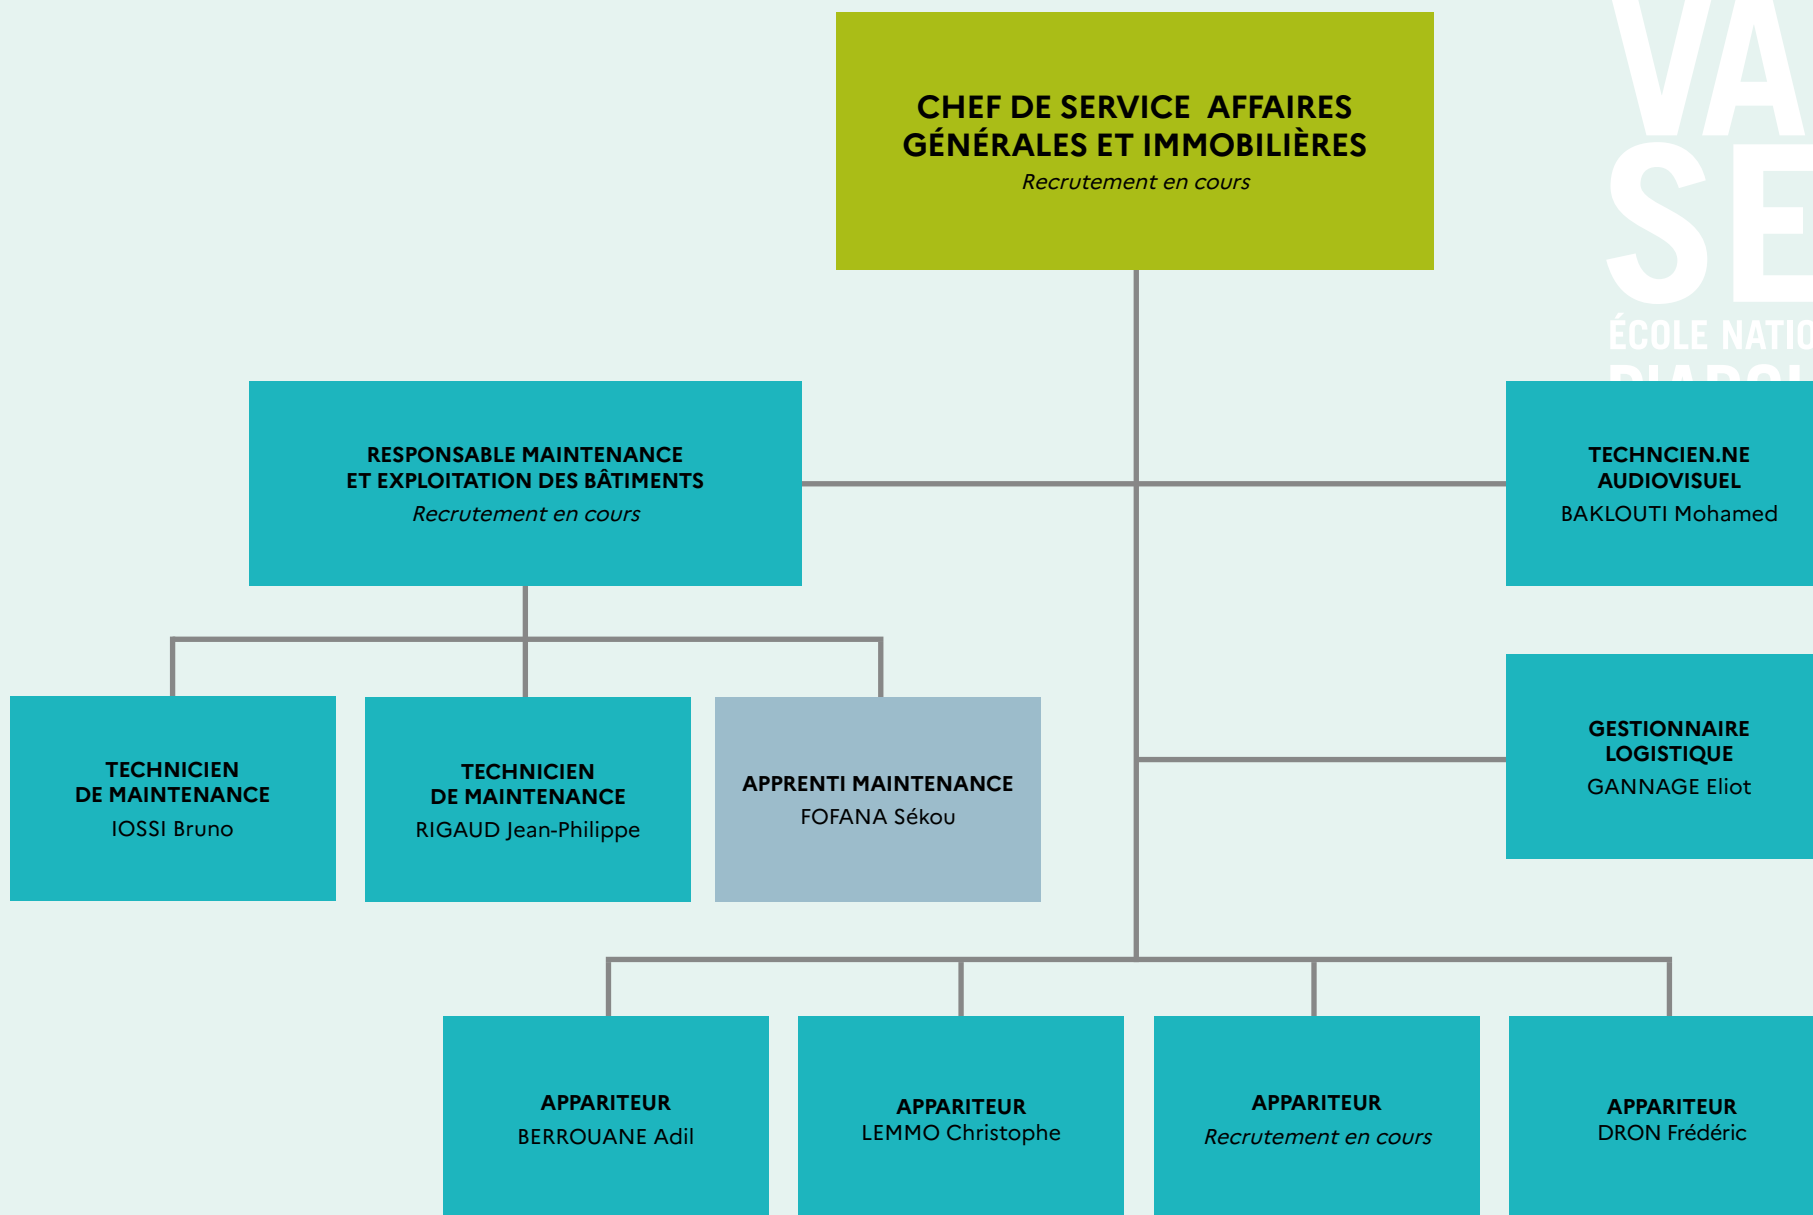 VA
SE
ÉCOLE NATIO
CHEF DE SERVICE AFFAIRES
GÉNÉRALES ET IMMOBILIÈRES
Recrutement en cours
RESPONSABLE MAINTENANCE
ET EXPLOITATION DES BÂTIMENTS
Recrutement en cours
TECHNCIEN.NE
AUDIOVISUEL
BAKLOUTI Mohamed
TECHNICIEN
DE MAINTENANCE
IOSSI Bruno
TECHNICIEN
DE MAINTENANCE
RIGAUD Jean-Philippe
APPRENTI MAINTENANCE
FOFANA Sékou
GESTIONNAIRE
LOGISTIQUE
GANNAGE Eliot
APPARITEUR
BERROUANE Adil
APPARITEUR
LEMMO Christophe
APPARITEUR
Recrutement en cours
APPARITEUR
DRON Frédéric